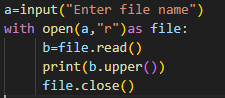 a=input("Enter file name")
with open(a,"r")as file:
    b=file.read()
    print(b.upper())
    file.close()